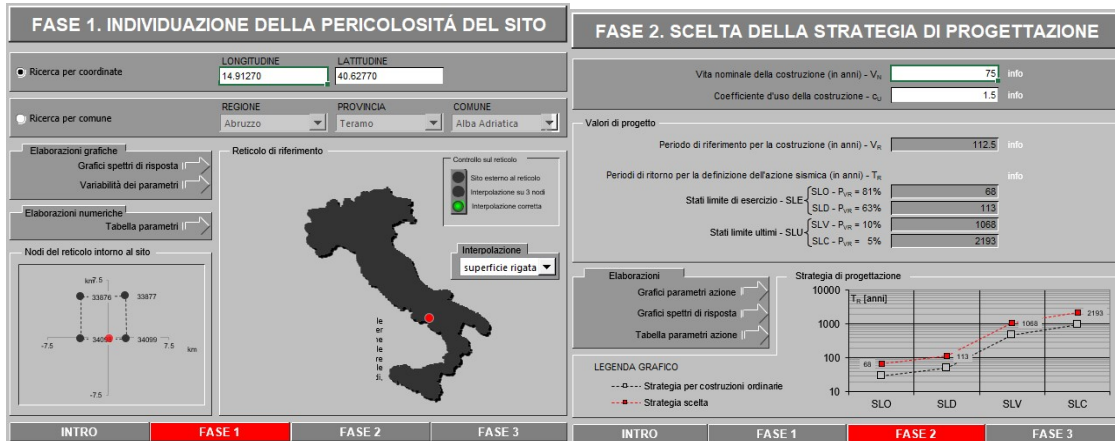 FASE 1. INDIVIDUAZIONE DELLA PERICOLOSITÁ DEL SITO
Ricerca per coordinate
LONGITUDINE LATITUDINE
14.91270 40.62770
Ricerca per comune
REGIONE PROVINCIA COMUNE
Abruzzo Teramo Alba Adriatica
Elaborazioni grafiche
Grafici spettri di risposta
Variabilità dei parametri
Elaborazioni numeriche
Tabella parametri
Nodi del reticolo intorno al sito
km 7.5
33876 33877
34099
-7.5 7.5 km
-7.5
Reticolo di riferimento
Controllo sul reticolo
Sito esterno al reticolo
Interpolazione su 3 nodi
Interpolazione corretta
Interpolazione
superficie rigata
le
er
ne
le
re
le
di,
INTRO FASE 1 FASE 2 FASE 3
FASE 2. SCELTA DELLA STRATEGIA DI PROGETTAZIONE
Vita nominale della costruzione (in anni) - VN 75 info
Coefficiente d'uso della costruzione - cU 1.5 info
Valori di progetto
Periodo di riferimento per la costruzione (in anni) - VR 112.5 info
Periodi di ritorno per la definizione dell'azione sismica (in anni) - TR info
Stati limite di esercizio - SLE
SLO - PVR = 81% 68
SLD - PVR = 63% 113
Stati limite ultimi - SLU
SLV - PVR = 10% 1068
SLC - PVR = 5% 2193
Elaborazioni
Grafici parametri azione
Grafici spettri di risposta
Tabella parametri azione
LEGENDA GRAFICO
Strategia per costruzioni ordinarie
Strategia scelta
Strategia di progettazione
TR [anni]
10000
1000
100
10
68
113
1068
2193
SLO SLD SLV SLC
INTRO FASE 1 FASE 2 FASE 3